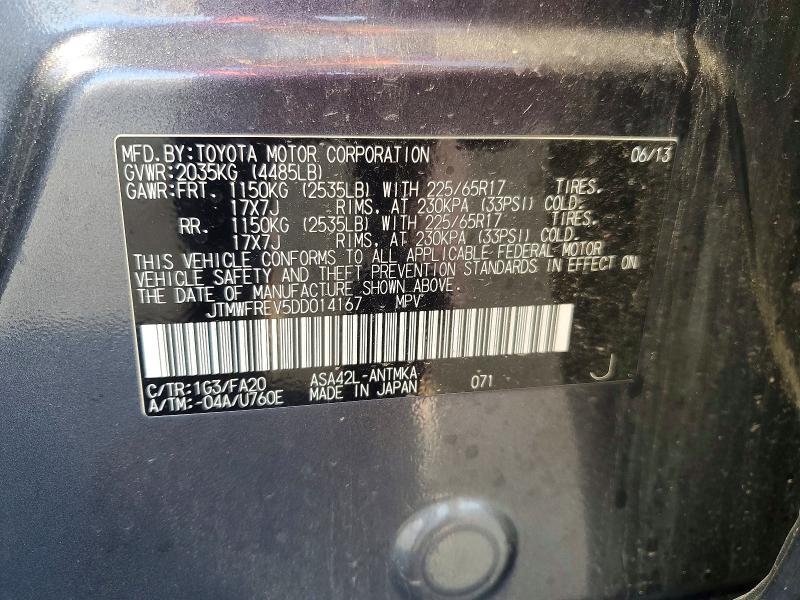 MFD.BY:TOYOTA MOTOR CORPORATION 06/13
GVWR:2035KG (4485LB)
GAWR:FRT. 1150KG (2535LB) WITH 225/65R17 TIRES.
17X7J RIMS, AT 230KPA (33PSI) COLD.
RR. 1150KG (2535LB) WITH 225/65R17 TIRES.
17X7J RIMS, AT 230KPA (33PSI) COLD.
THIS VEHICLE CONFORMS TO ALL APPLICABLE FEDERAL MOTOR
VEHICLE SAFETY AND THEFT PREVENTION STANDARDS IN EFFECT ON
THE DATE OF MANUFACTURE SHOWN ABOVE.
JTMWFREV5DD014167 MPV
C/TR:1G3/FA20 ASA42L-ANTMKA 071 J
A/TM:-04A/U760E MADE IN JAPAN